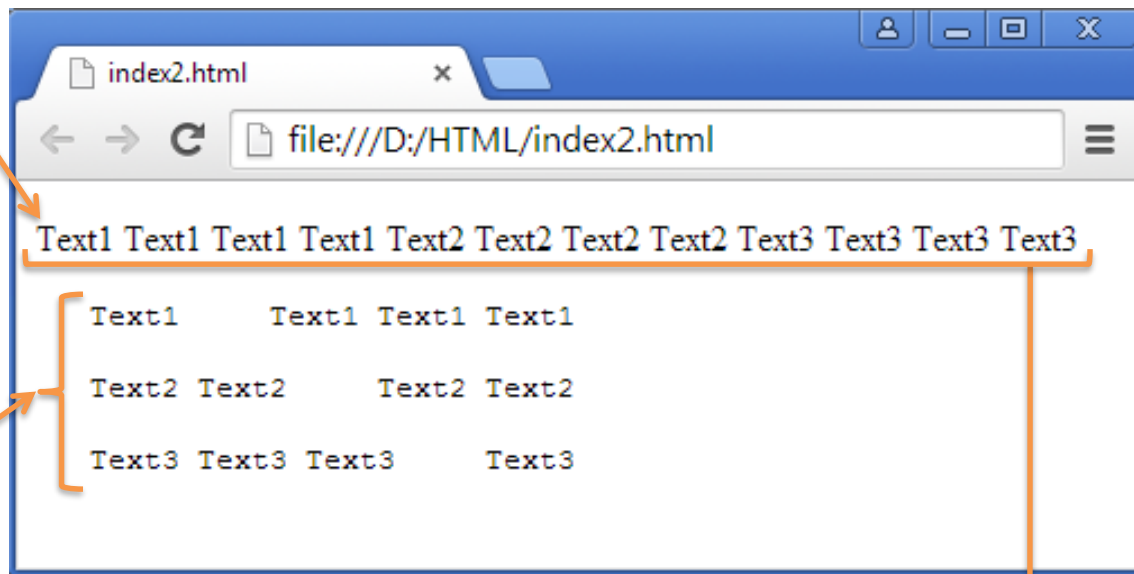 index2.html
file:///D:/HTML/index2.html
Text1 Text1 Text1 Text1 Text2 Text2 Text2 Text2 Text3 Text3 Text3 Text3
Text1     Text1 Text1 Text1
Text2 Text2     Text2 Text2
Text3 Text3 Text3     Text3